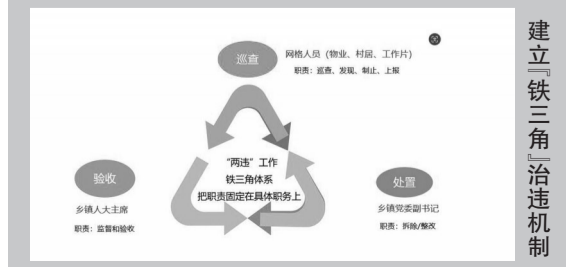 建立『铁三角』治违机制
巡查
网格人员（物业、村居、工作片）
职责：巡查、发现、制止、上报
“两违”工作
铁三角体系
把职责固定在具体职务上
验收
乡镇人大主席
职责：监督和验收
处置
乡镇党委副书记
职责：拆除/整改